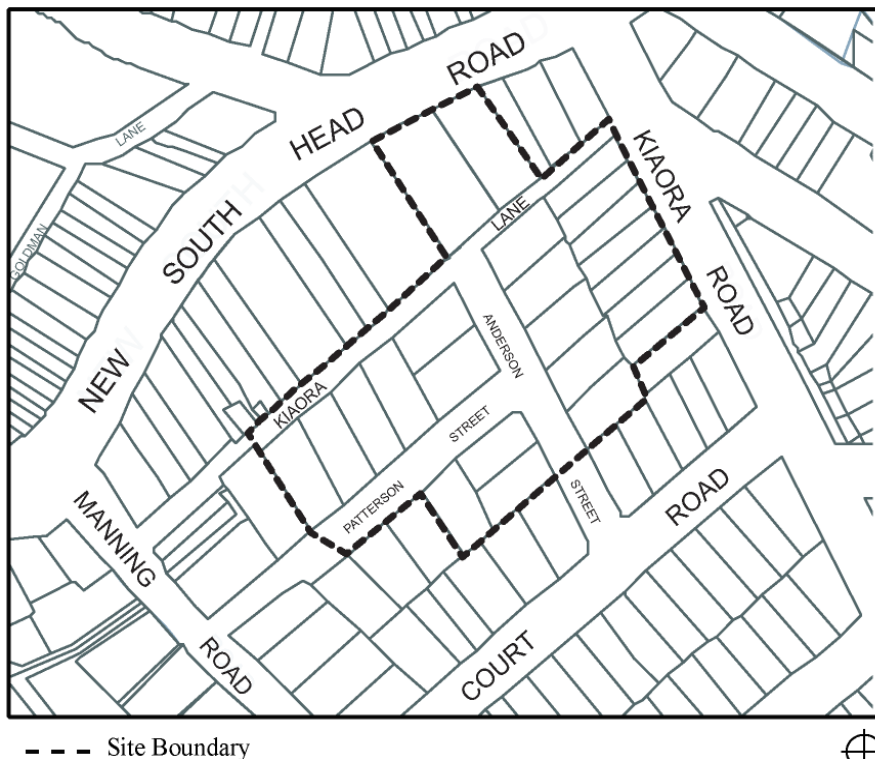 NEW SOUTH HEAD ROAD
LANE
GOLDMAN
KIAORA ROAD
KIAORA LANE
ANDERSON STREET
PATTERSON STREET
MANNING ROAD
COURT ROAD
Site Boundary